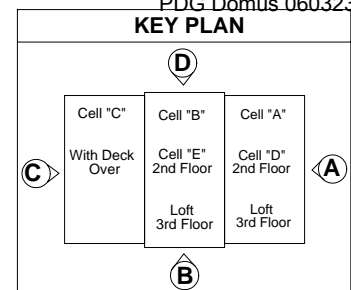 PDG Domus 060323
KEY PLAN
D
Cell "C"
Cell "B"
Cell "A"
With Deck
Over
Cell "E"
2nd Floor
Cell "D"
2nd Floor
C
A
Loft
3rd Floor
Loft
3rd Floor
B